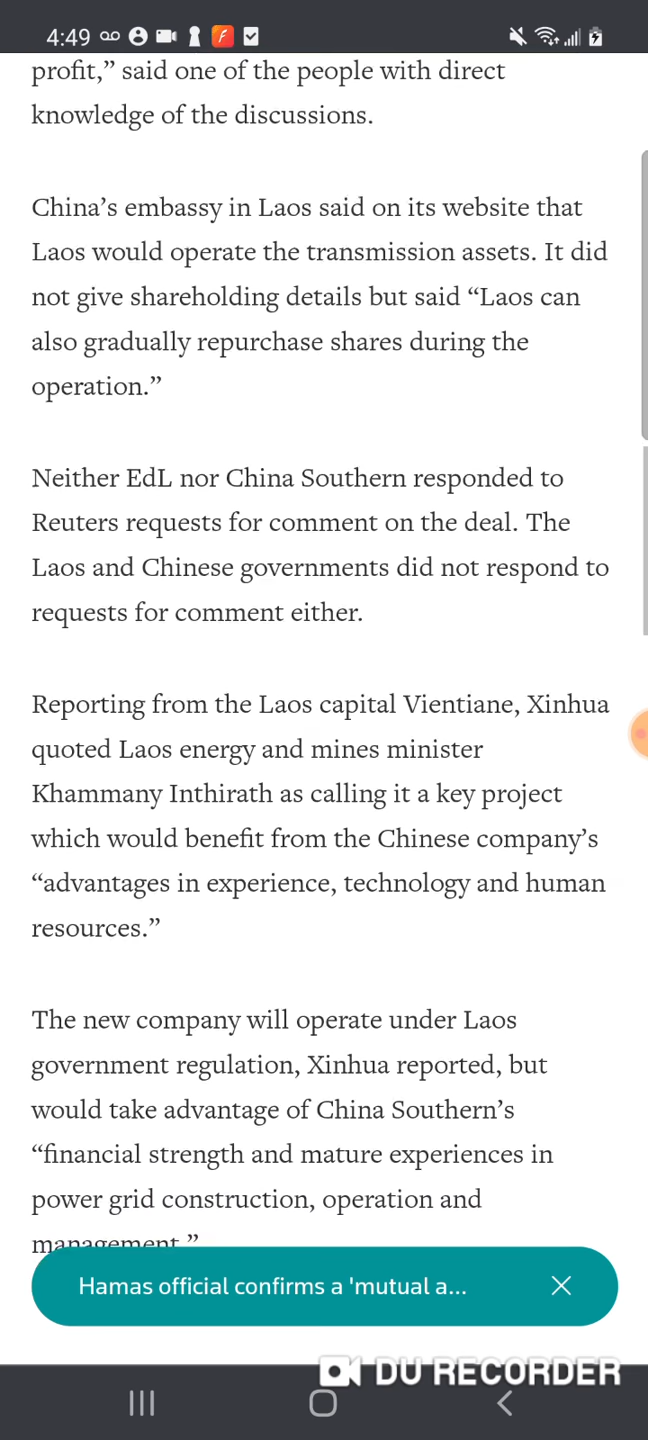 4:49
profit,” said one of the people with direct
knowledge of the discussions.
China’s embassy in Laos said on its website that
Laos would operate the transmission assets. It did
not give shareholding details but said “Laos can
also gradually repurchase shares during the
operation.”
Neither EdL nor China Southern responded to
Reuters requests for comment on the deal. The
Laos and Chinese governments did not respond to
requests for comment either.
Reporting from the Laos capital Vientiane, Xinhua
quoted Laos energy and mines minister
Khammany Inthirath as calling it a key project
which would benefit from the Chinese company’s
“advantages in experience, technology and human
resources.”
The new company will operate under Laos
government regulation, Xinhua reported, but
would take advantage of China Southern’s
“financial strength and mature experiences in
power grid construction, operation and
management.”
Hamas official confirms a 'mutual a...
DU RECORDER